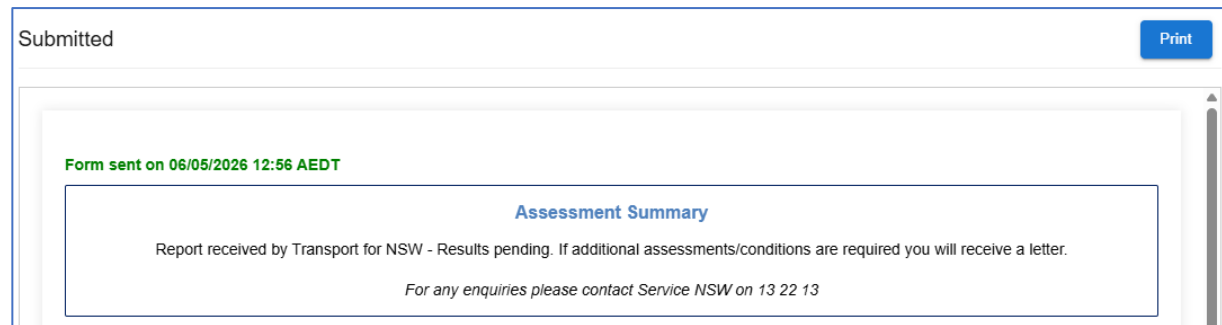 Submitted
Print
Form sent on 06/05/2026 12:56 AEDT
Assessment Summary
Report received by Transport for NSW - Results pending. If additional assessments/conditions are required you will receive a letter.
For any enquiries please contact Service NSW on 13 22 13